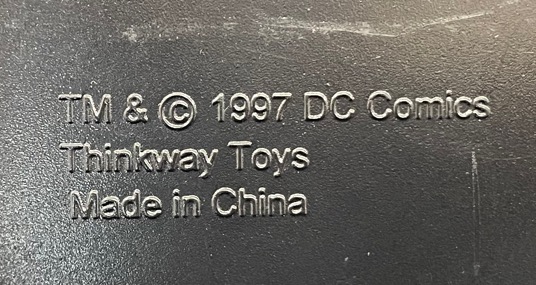 TM & © 1997 DC Comics
Thinkway Toys
Made in China